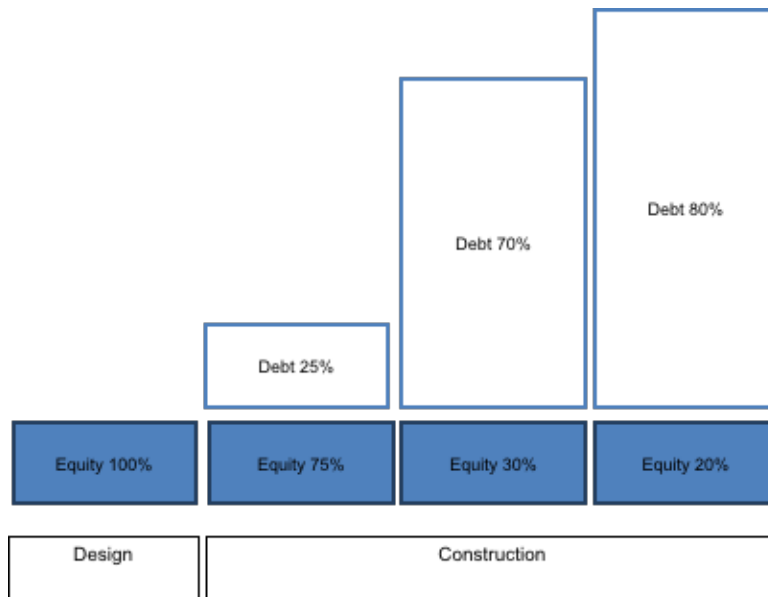 Debt 80%
Debt 70%
Debt 25%
Equity 100%
Equity 75%
Equity 30%
Equity 20%
Design
Construction